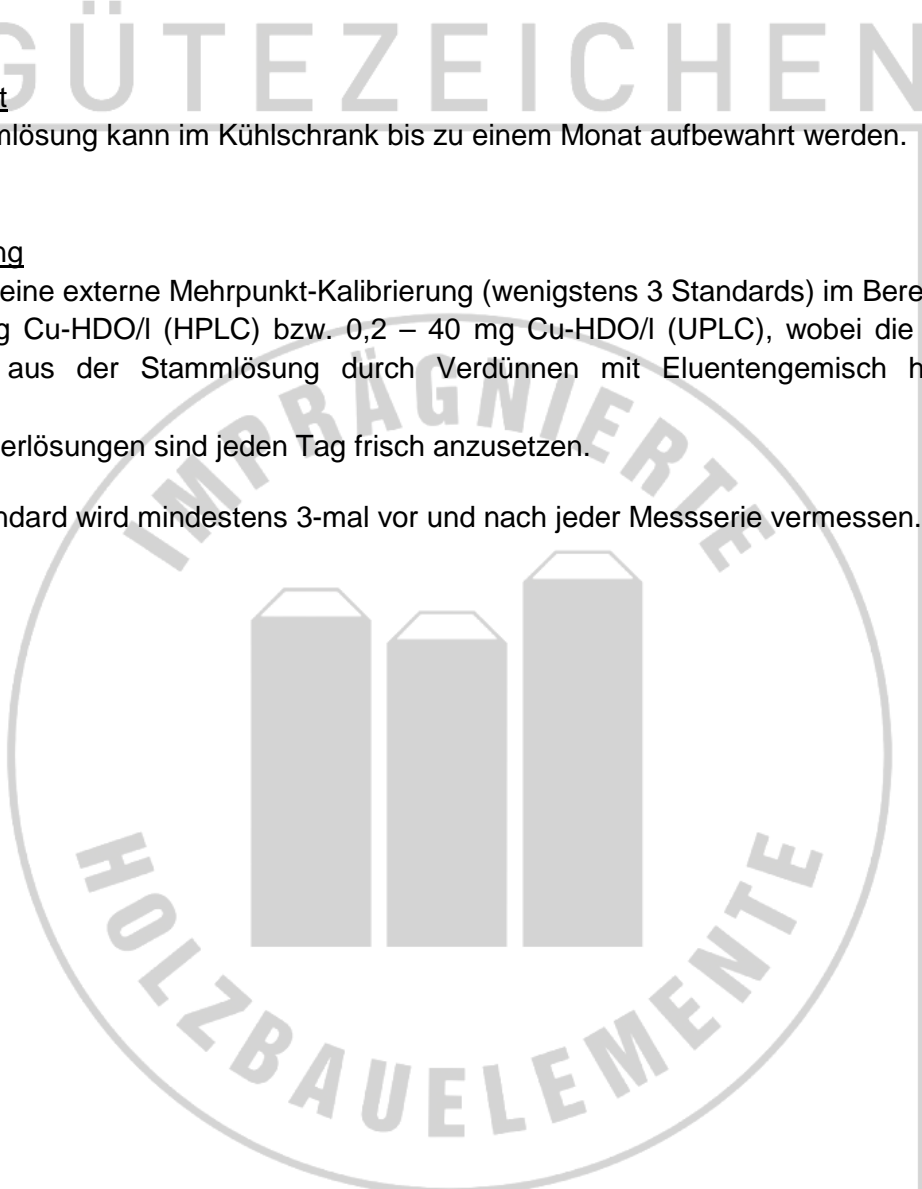 GÜTEZEICHEN
t
mlösung kann im Kühlschrank bis zu einem Monat aufbewahrt werden.
ng
eine externe Mehrpunkt-Kalibrierung (wenigstens 3 Standards) im Bere
g Cu-HDO/l (HPLC) bzw. 0,2 – 40 mg Cu-HDO/l (UPLC), wobei die
aus der Stammlösung durch Verdünnen mit Eluentengemisch h
erlösungen sind jeden Tag frisch anzusetzen.
ndard wird mindestens 3-mal vor und nach jeder Messserie vermessen.
IMPRÄGNIERTE
HOLZBAUELEMENTE